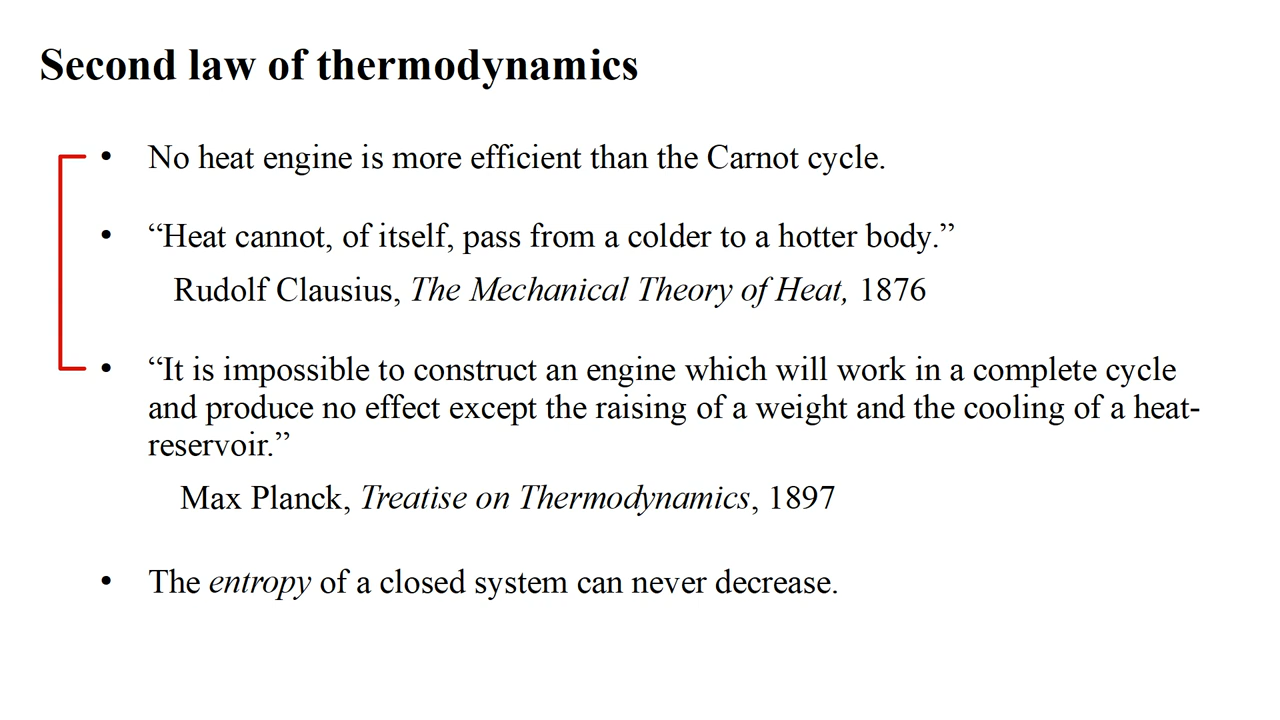 Second law of thermodynamics
• No heat engine is more efficient than the Carnot cycle.
• “Heat cannot, of itself, pass from a colder to a hotter body.”
Rudolf Clausius, The Mechanical Theory of Heat, 1876
• “It is impossible to construct an engine which will work in a complete cycle
and produce no effect except the raising of a weight and the cooling of a heat-
reservoir.”
Max Planck, Treatise on Thermodynamics, 1897
• The entropy of a closed system can never decrease.